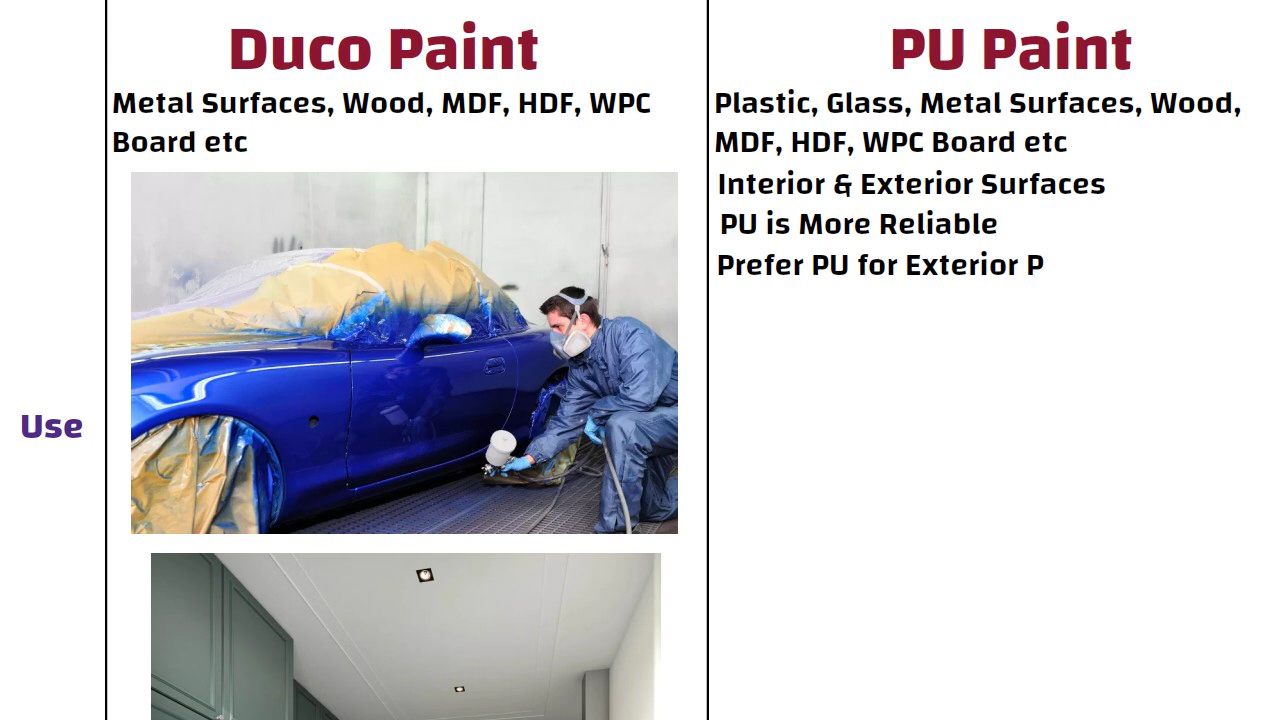 Duco Paint
PU Paint
Metal Surfaces, Wood, MDF, HDF, WPC
Board etc
Plastic, Glass, Metal Surfaces, Wood,
MDF, HDF, WPC Board etc
Interior & Exterior Surfaces
PU is More Reliable
Prefer PU for Exterior P
Use